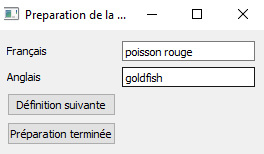 Preparation de la ...
Français poisson rouge
Anglais goldfish
Définition suivante
Préparation terminée